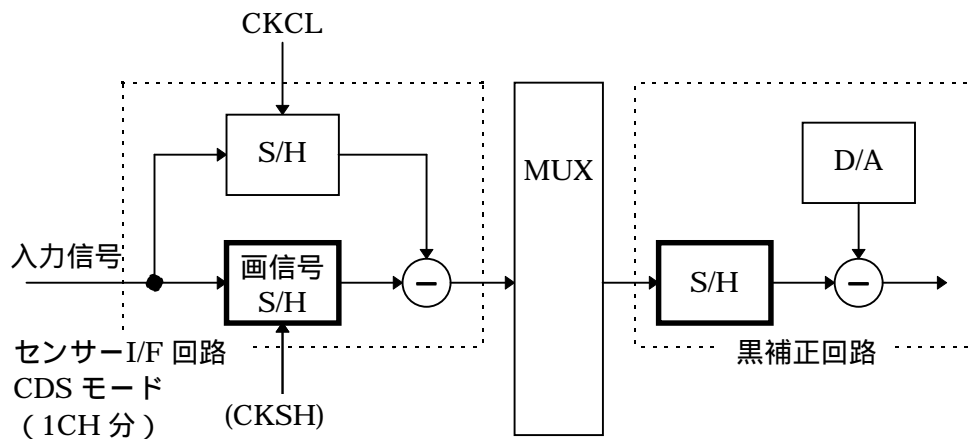 CKCL
S/H
MUX
D/A
入力信号
画信号
S/H
−
S/H
−
センサーI/F 回路
CDS モード
（1CH 分）
(CKSH)
黒補正回路